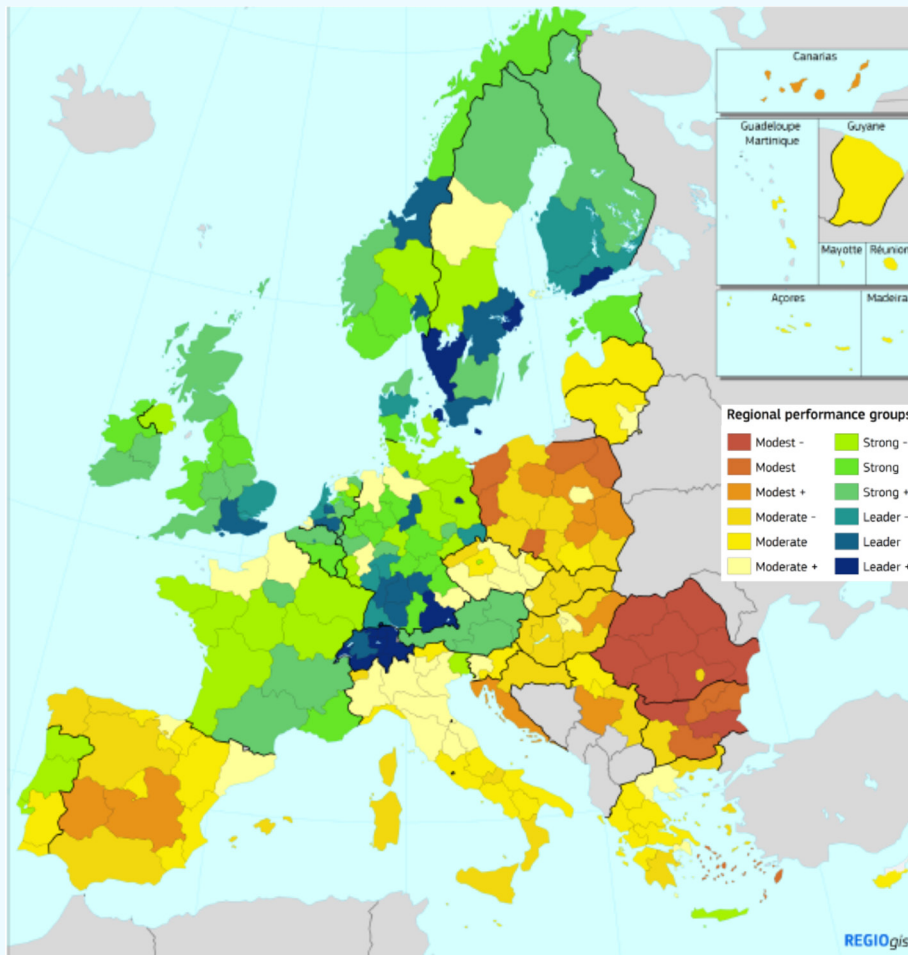 Canarias
Guadeloupe
Martinique
Guyane
Mayotte
Réunion
Açores
Madeira
Regional performance groups
Modest -
Modest
Modest +
Moderate -
Moderate
Moderate +
Strong -
Strong
Strong +
Leader -
Leader
Leader +
REGIOgis